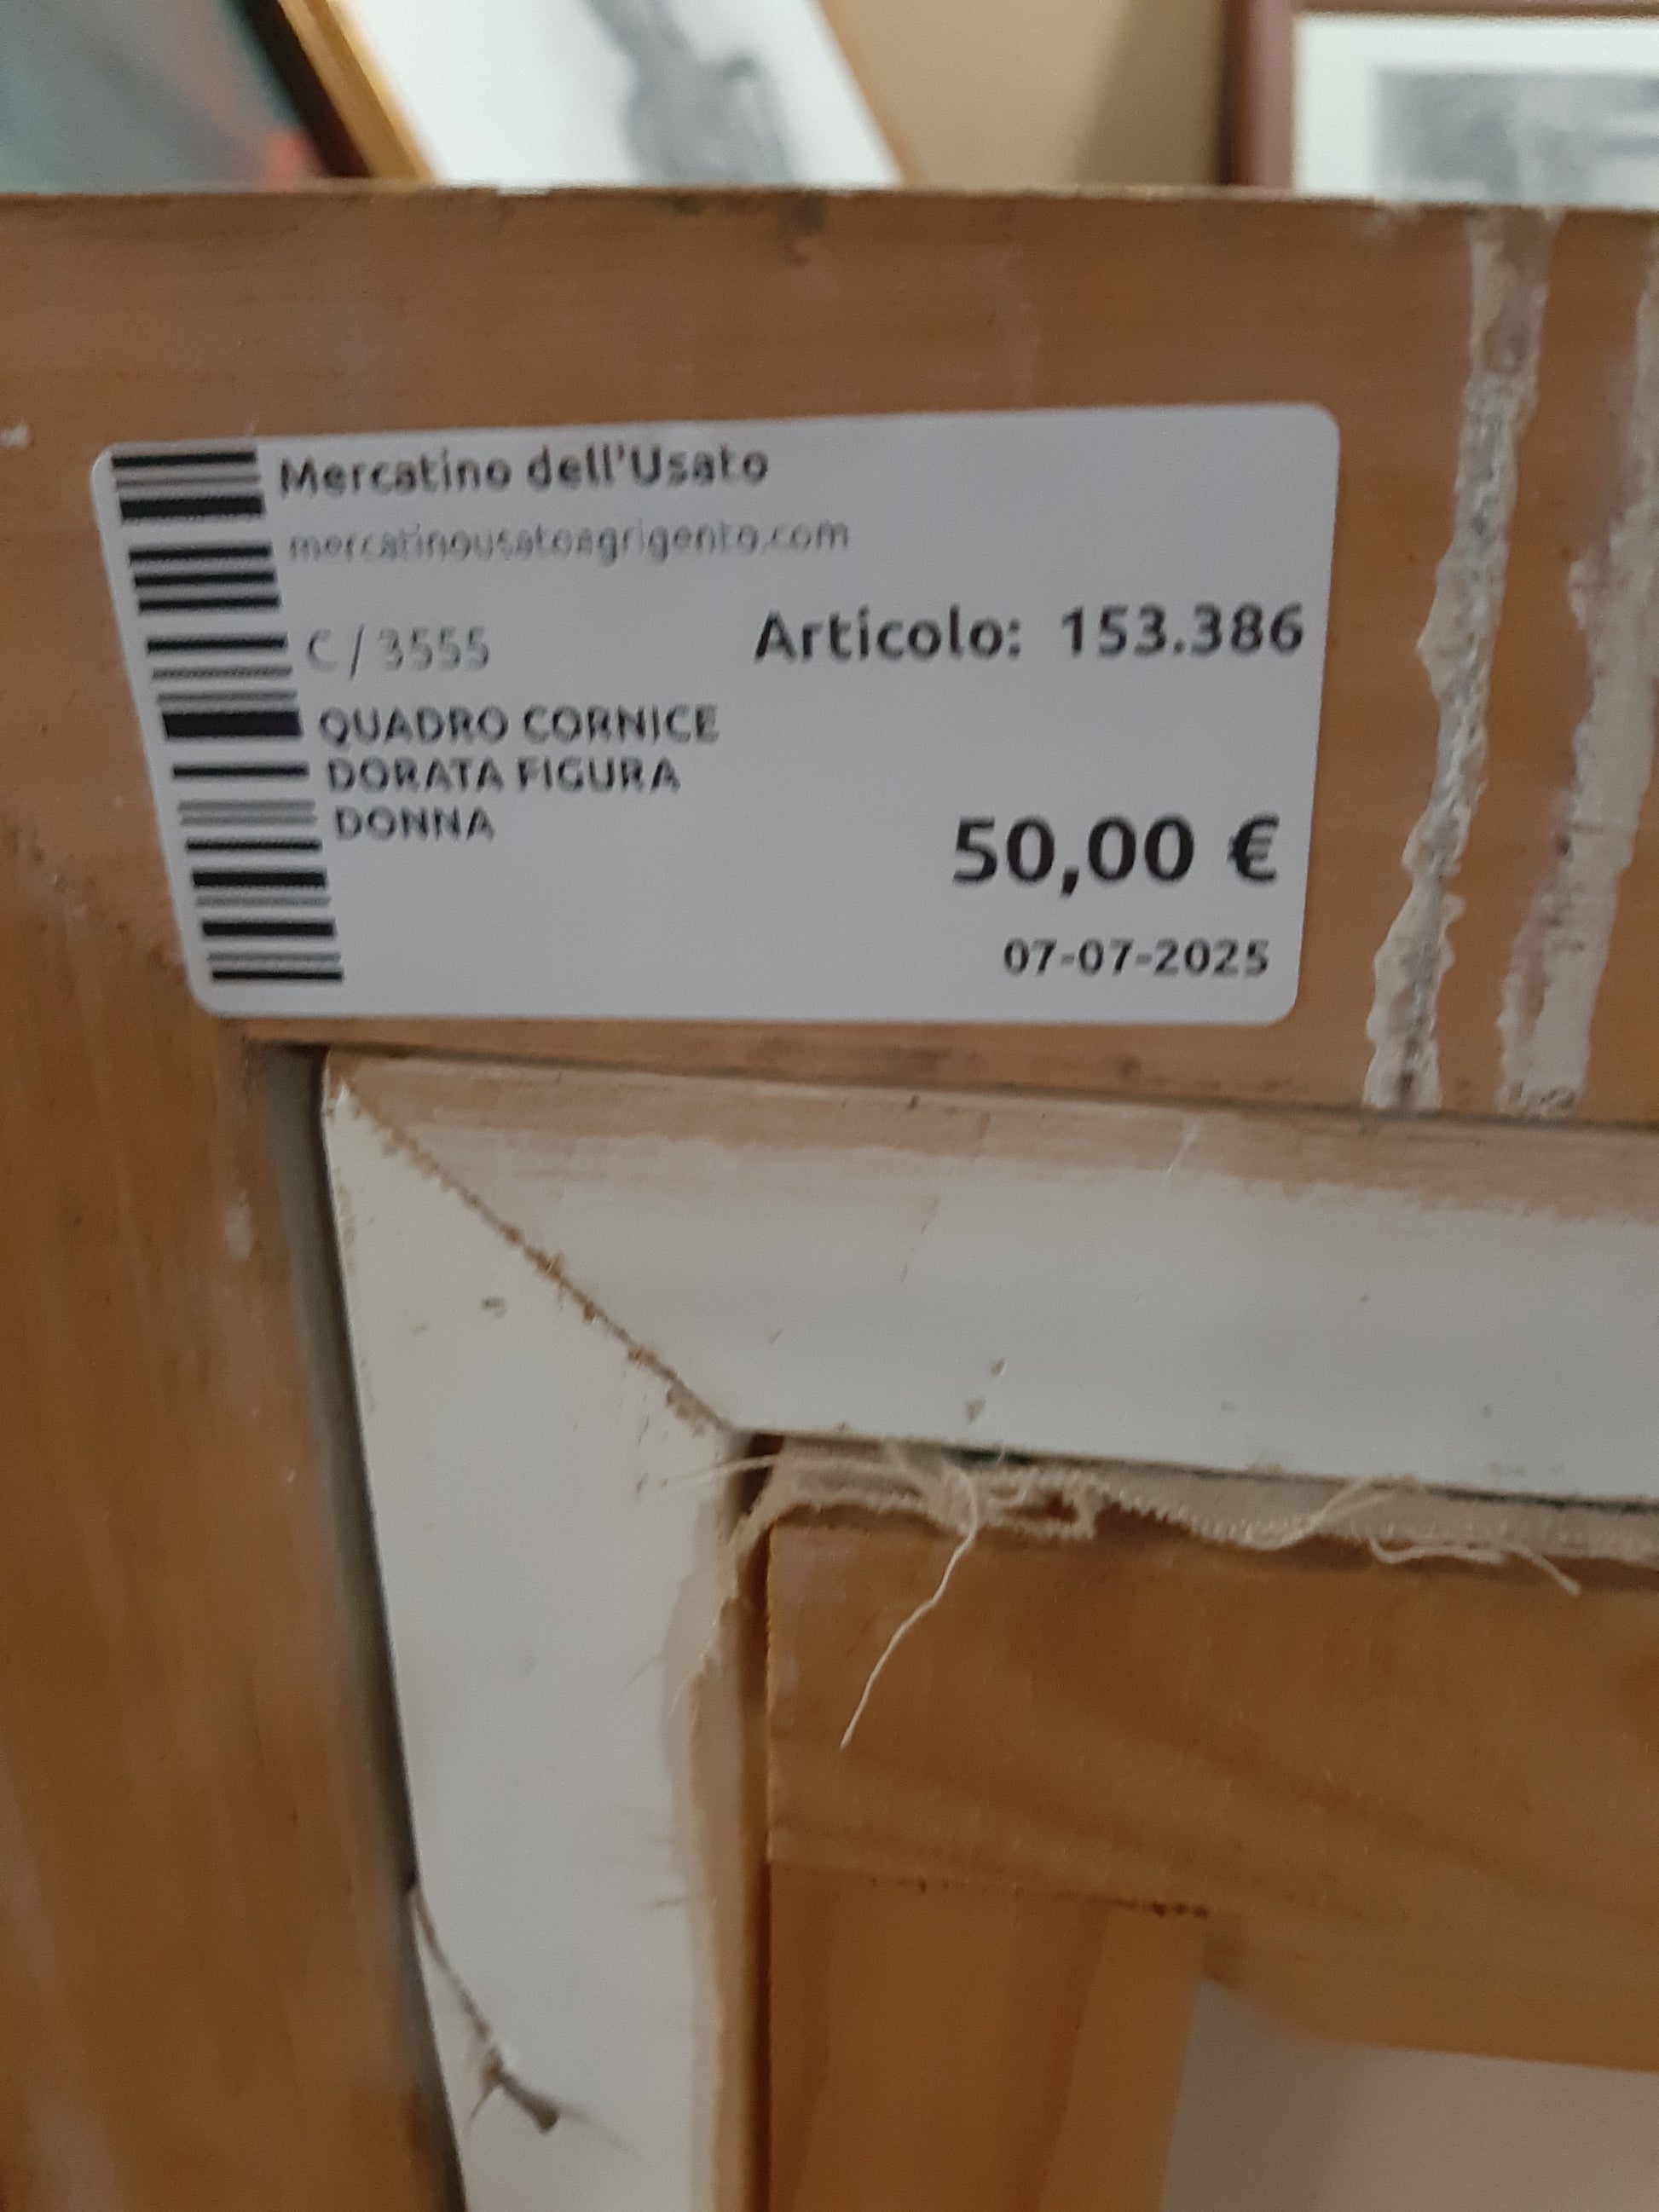 Mercatino dell'Usato
mercatinousatoagrigento.com
C/3555 Articolo: 153.386
QUADRO CORNICE
DORATA FIGURA
DONNA
50,00 €
07-07-2025